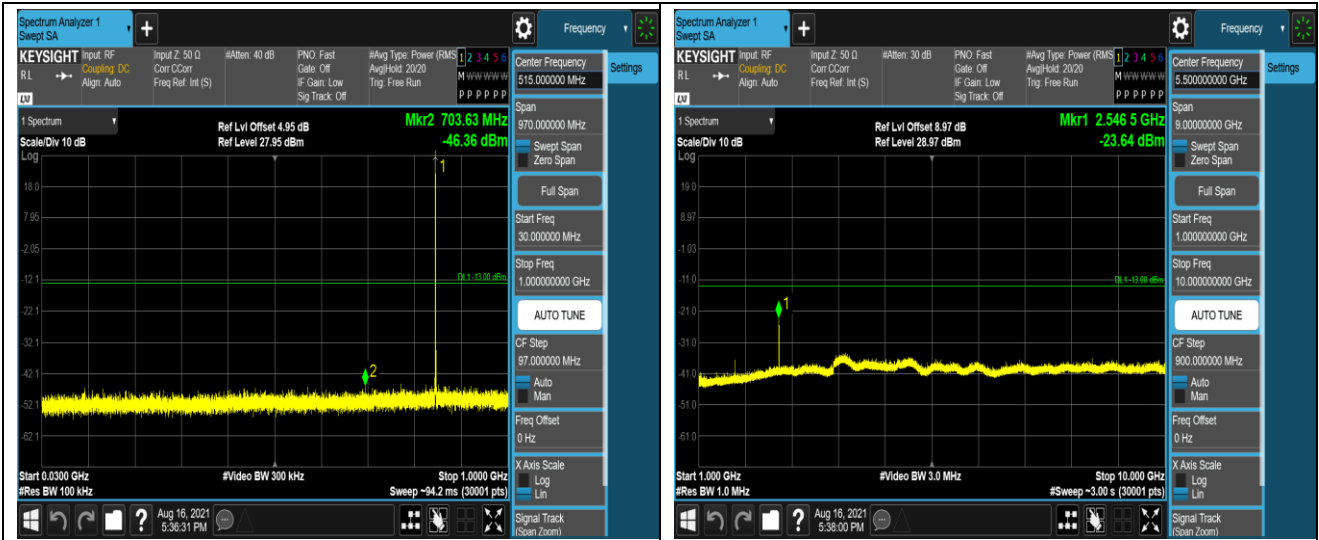 Spectrum Analyzer 1
Swept SA
+
Frequency
KEYSIGHT
RL
Input: RF
Coupling: DC
Align: Auto
Input Z: 50 Ω
Corr CCorr
Freq Ref: Int (S)
#Atten: 40 dB
PNO: Fast
Gate: Off
IF Gain: Low
Sig Track: Off
#Avg Type: Power (RMS
Avg|Hold: 20/20
Trig: Free Run
1 2 3 4 5 6
M W W W W W
P P P P P P
1 Spectrum
Scale/Div 10 dB
Log
Ref Lvl Offset 4.95 dB
Ref Level 27.95 dBm
Mkr2 703.63 MHz
-46.36 dBm
18.0
7.95
-2.05
-12.1
-22.1
-32.1
-42.1
-52.1
-62.1
DL1 -13.00 dBm
1
2
Start 0.0300 GHz
#Res BW 100 kHz
#Video BW 300 kHz
Stop 1.0000 GHz
Sweep ~94.2 ms (30001 pts)
Center Frequency
515.000000 MHz
Settings
Span
970.000000 MHz
Swept Span
Zero Span
Full Span
Start Freq
30.000000 MHz
Stop Freq
1.000000000 GHz
AUTO TUNE
CF Step
97.000000 MHz
Auto
Man
Freq Offset
0 Hz
X Axis Scale
Log
Lin
Signal Track
(Span Zoom)
?
Aug 16, 2021
5:36:31 PM
Spectrum Analyzer 1
Swept SA
+
Frequency
KEYSIGHT
RL
Input: RF
Coupling: DC
Align: Auto
Input Z: 50 Ω
Corr CCorr
Freq Ref: Int (S)
#Atten: 30 dB
PNO: Fast
Gate: Off
IF Gain: Low
Sig Track: Off
#Avg Type: Power (RMS
Avg|Hold: 20/20
Trig: Free Run
1 2 3 4 5 6
M W W W W W
P P P P P P
1 Spectrum
Scale/Div 10 dB
Log
Ref Lvl Offset 8.97 dB
Ref Level 28.97 dBm
Mkr1 2.546 5 GHz
-23.64 dBm
19.0
8.97
-1.03
-11.0
-21.0
-31.0
-41.0
-51.0
-61.0
DL1 -13.00 dBm
1
Start 1.000 GHz
#Res BW 1.0 MHz
#Video BW 3.0 MHz
Stop 10.000 GHz
#Sweep ~3.00 s (30001 pts)
Center Frequency
5.500000000 GHz
Settings
Span
9.00000000 GHz
Swept Span
Zero Span
Full Span
Start Freq
1.000000000 GHz
Stop Freq
10.000000000 GHz
AUTO TUNE
CF Step
900.000000 MHz
Auto
Man
Freq Offset
0 Hz
X Axis Scale
Log
Lin
Signal Track
(Span Zoom)
?
Aug 16, 2021
5:38:00 PM